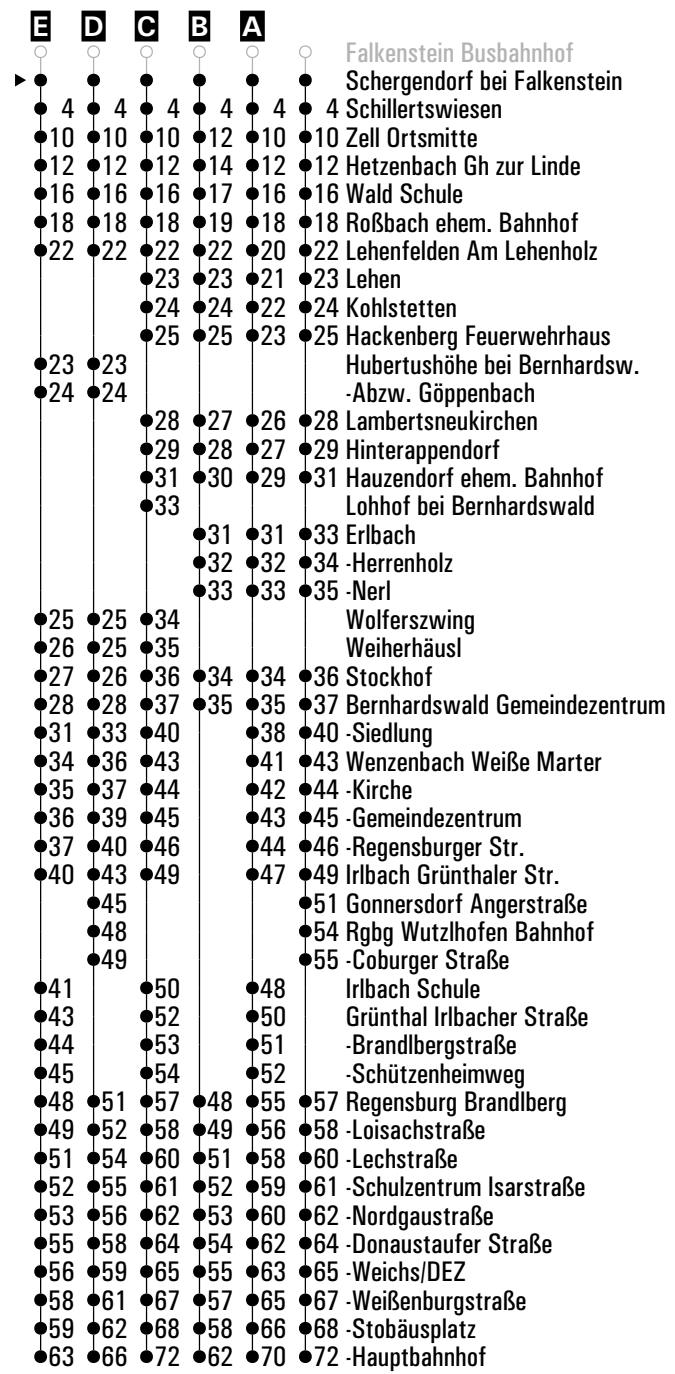 E D C B A
Falkenstein Busbahnhof
Schergendorf bei Falkenstein
4 4 4 4 4 4 Schillertswiesen
10 10 10 12 10 10 Zell Ortsmitte
12 12 12 14 12 12 Hetzenbach Gh zur Linde
16 16 16 17 16 16 Wald Schule
18 18 18 19 18 18 Roßbach ehem. Bahnhof
22 22 22 22 20 22 Lehenfelden Am Lehenholz
23 23 21 23 Lehen
24 24 22 24 Kohlstetten
25 25 23 25 Hackenberg Feuerwehrhaus
23 23 Hubertushöhe bei Bernhardsw.
24 24 -Abzw. Göppenbach
28 27 26 28 Lambertsneukirchen
29 28 27 29 Hinterappendorf
31 30 29 31 Hauzendorf ehem. Bahnhof
33 Lohhof bei Bernhardswald
31 31 33 Erlbach
32 32 34 -Herrenholz
33 33 35 -Nerl
25 25 34 Wolferszwing
26 25 35 Weiherhäusl
27 26 36 34 34 36 Stockhof
28 28 37 35 35 37 Bernhardswald Gemeindezentrum
31 33 40 38 40 -Siedlung
34 36 43 41 43 Wenzenbach Weiße Marter
35 37 44 42 44 -Kirche
36 39 45 43 45 -Gemeindezentrum
37 40 46 44 46 -Regensburger Str.
40 43 49 47 49 Irlbach Grünthaler Str.
45 51 Gonnersdorf Angerstraße
48 54 Rgbg Wutzlhofen Bahnhof
49 55 -Coburger Straße
41 50 48 Irlbach Schule
43 52 50 Grünthal Irlbacher Straße
44 53 51 -Brandlbergstraße
45 54 52 -Schützenheimweg
48 51 57 48 55 57 Regensburg Brandlberg
49 52 58 49 56 58 -Loisachstraße
51 54 60 51 58 60 -Lechstraße
52 55 61 52 59 61 -Schulzentrum Isarstraße
53 56 62 53 60 62 -Nordgaustraße
55 58 64 54 62 64 -Donaustaufer Straße
56 59 65 55 63 65 -Weichs/DEZ
58 61 67 57 65 67 -Weißenburgstraße
59 62 68 58 66 68 -Stobäusplatz
63 66 72 62 70 72 -Hauptbahnhof